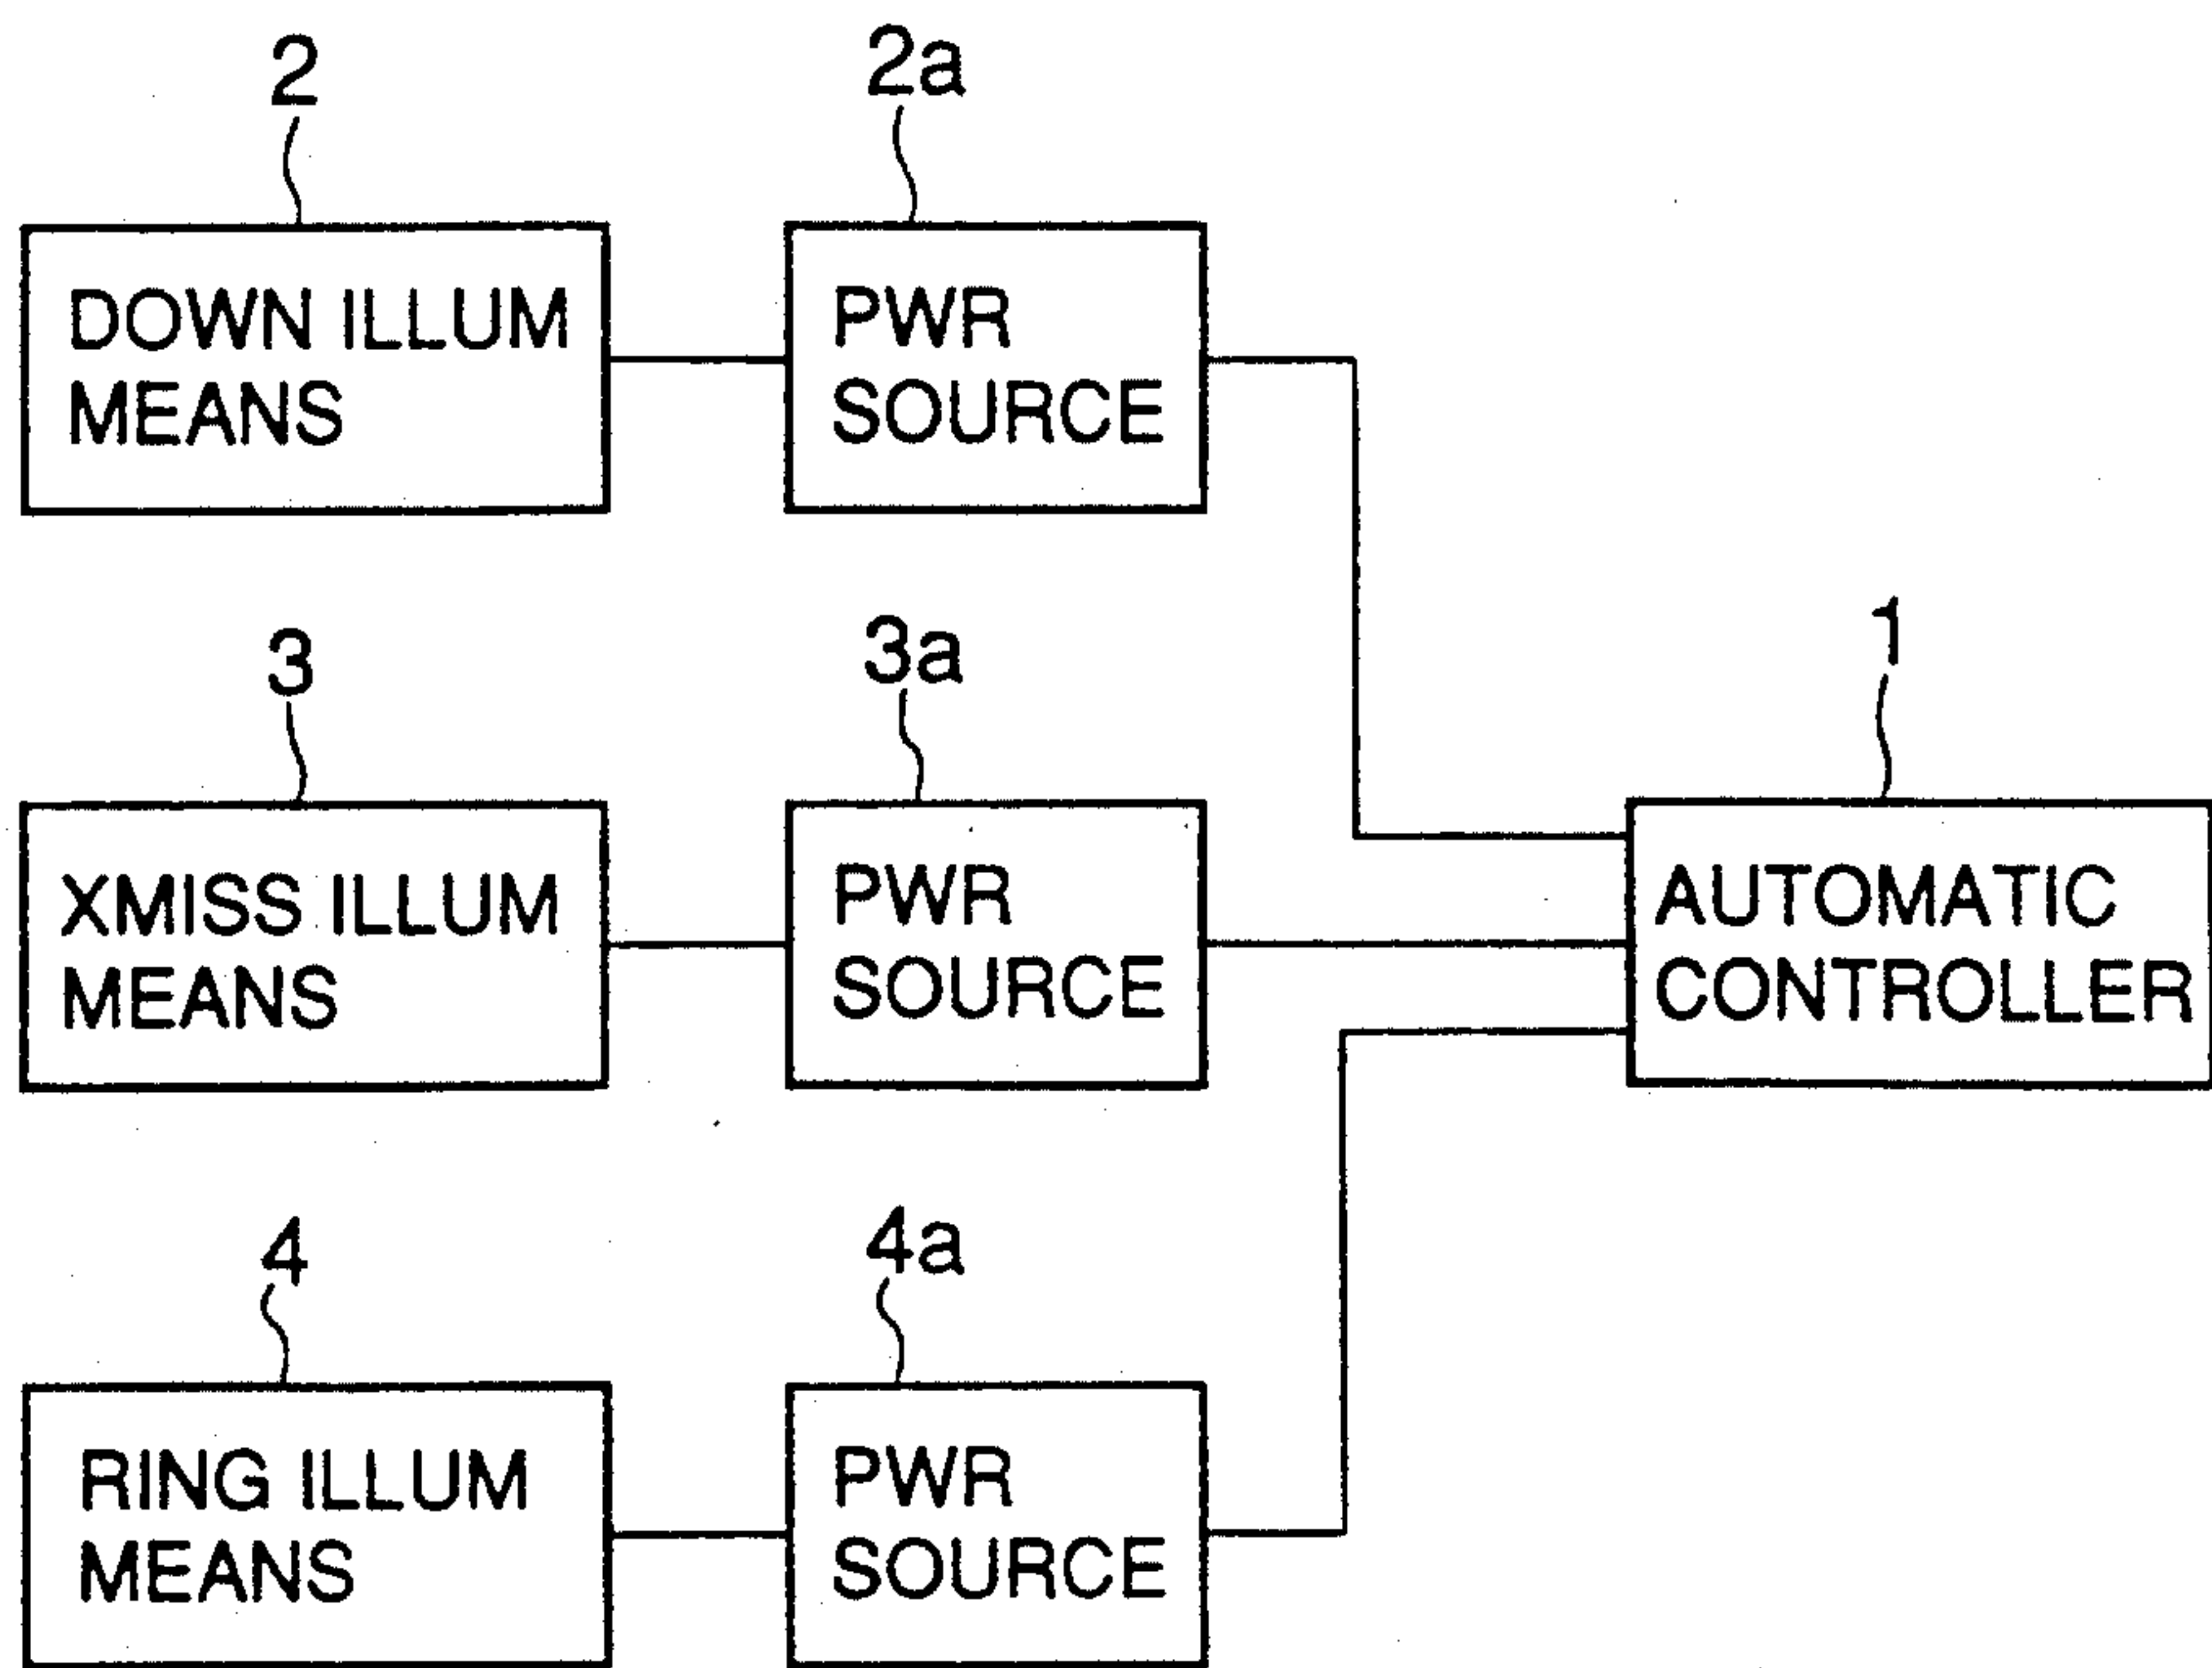 2
2a
DOWN ILLUM
MEANS
PWR
SOURCE
3
3a
1
XMISS ILLUM
MEANS
PWR
SOURCE
AUTOMATIC
CONTROLLER
4
4a
RING ILLUM
MEANS
PWR
SOURCE